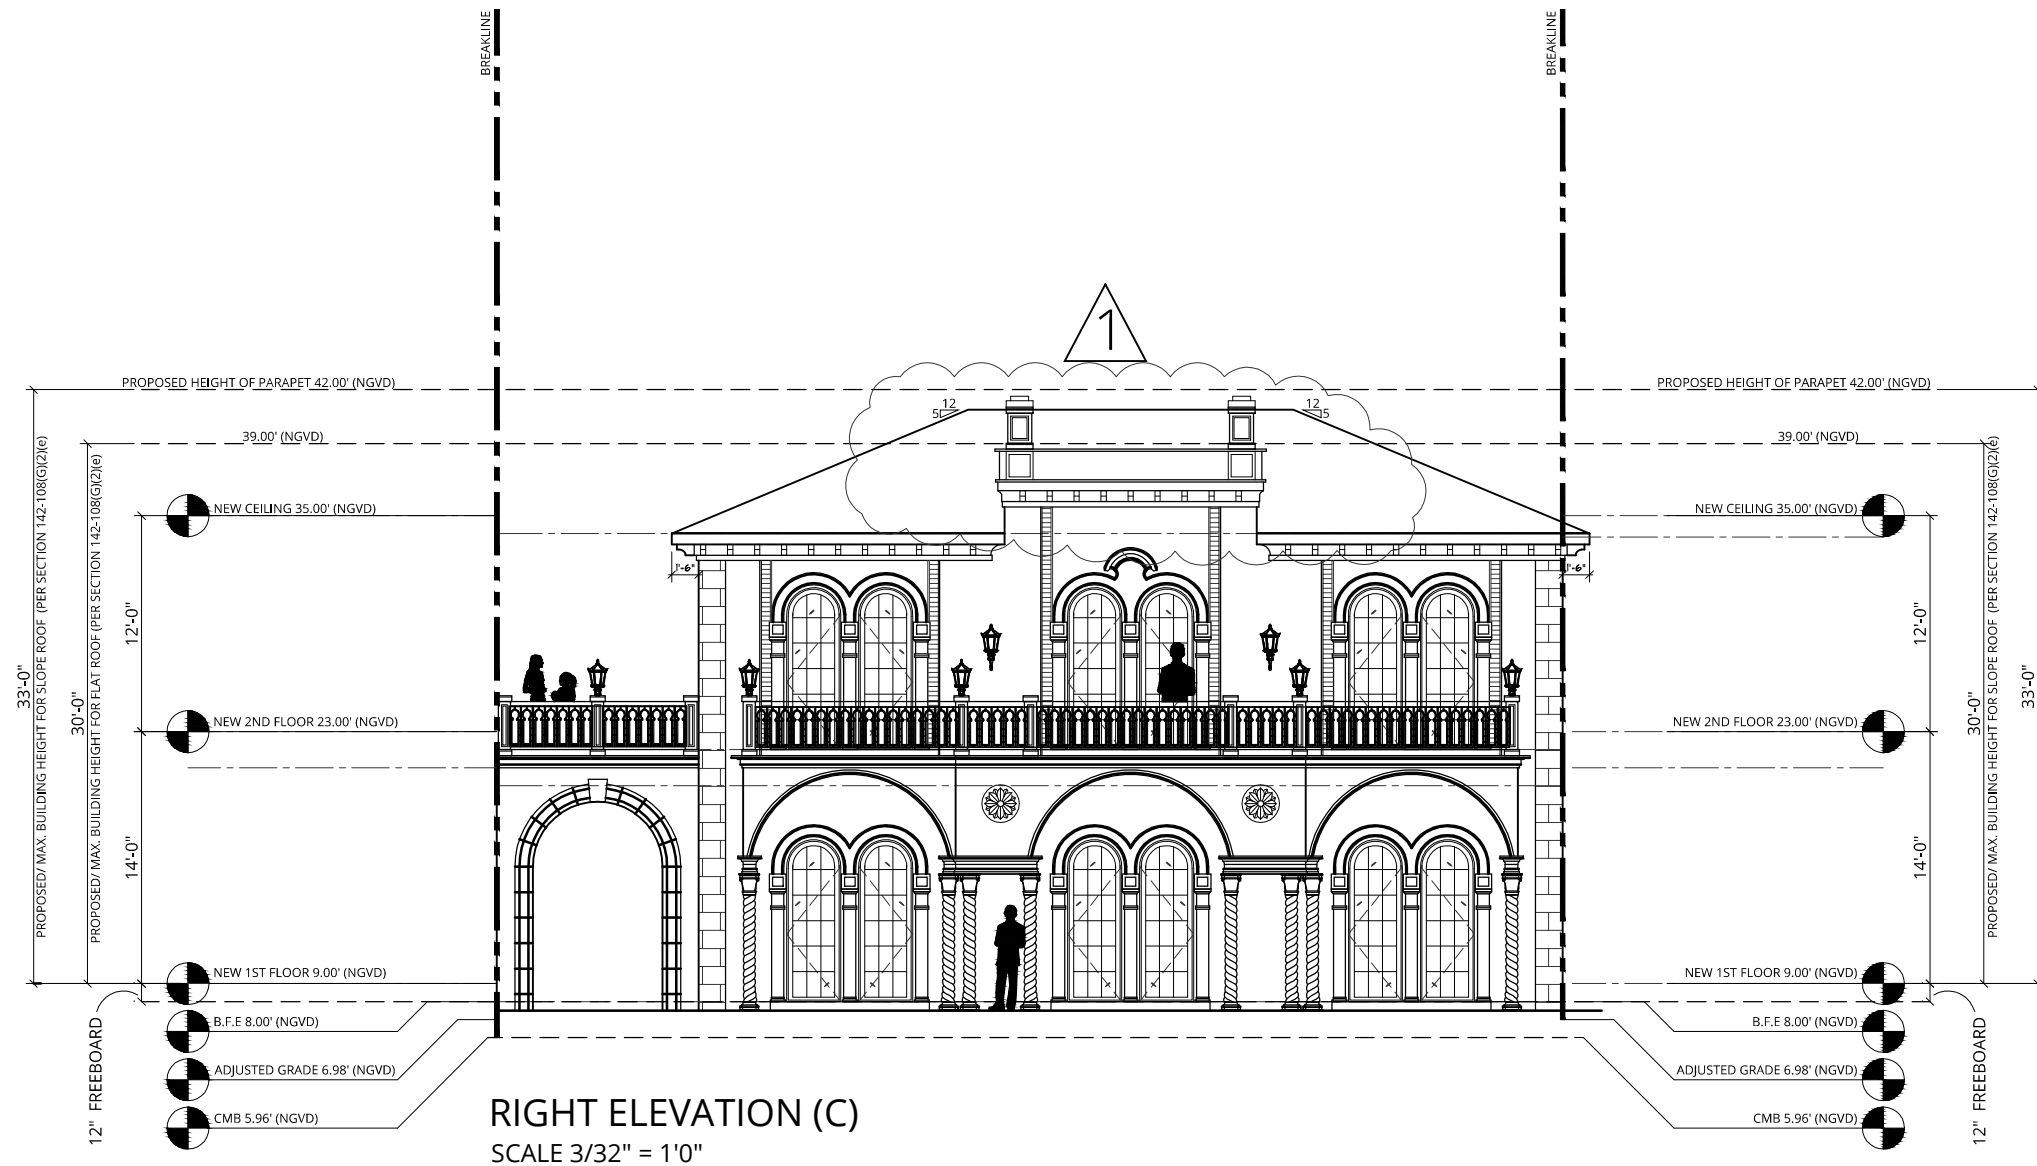 BREAKLINE
BREAKLINE
1
PROPOSED HEIGHT OF PARAPET 42.00' (NGVD)
PROPOSED HEIGHT OF PARAPET 42.00' (NGVD)
12
5
12
5
39.00' (NGVD)
39.00' (NGVD)
NEW CEILING 35.00' (NGVD)
NEW CEILING 35.00' (NGVD)
1'-6"
1'-6"
33'-0"
PROPOSED/ MAX. BUILDING HEIGHT FOR SLOPE ROOF (PER SECTION 142-108(G)(2)(e)
30'-0"
PROPOSED/ MAX. BUILDING HEIGHT FOR FLAT ROOF (PER SECTION 142-108(G)(2)(e)
12'-0"
12'-0"
30'-0"
PROPOSED/ MAX. BUILDING HEIGHT FOR SLOPE ROOF (PER SECTION 142-108(G)(2)(e)
33'-0"
NEW 2ND FLOOR 23.00' (NGVD)
NEW 2ND FLOOR 23.00' (NGVD)
14'-0"
14'-0"
NEW 1ST FLOOR 9.00' (NGVD)
NEW 1ST FLOOR 9.00' (NGVD)
B.F.E 8.00' (NGVD)
B.F.E 8.00' (NGVD)
12" FREEBOARD
12" FREEBOARD
ADJUSTED GRADE 6.98' (NGVD)
ADJUSTED GRADE 6.98' (NGVD)
CMB 5.96' (NGVD)
CMB 5.96' (NGVD)
RIGHT ELEVATION (C)
SCALE 3/32" = 1'0"